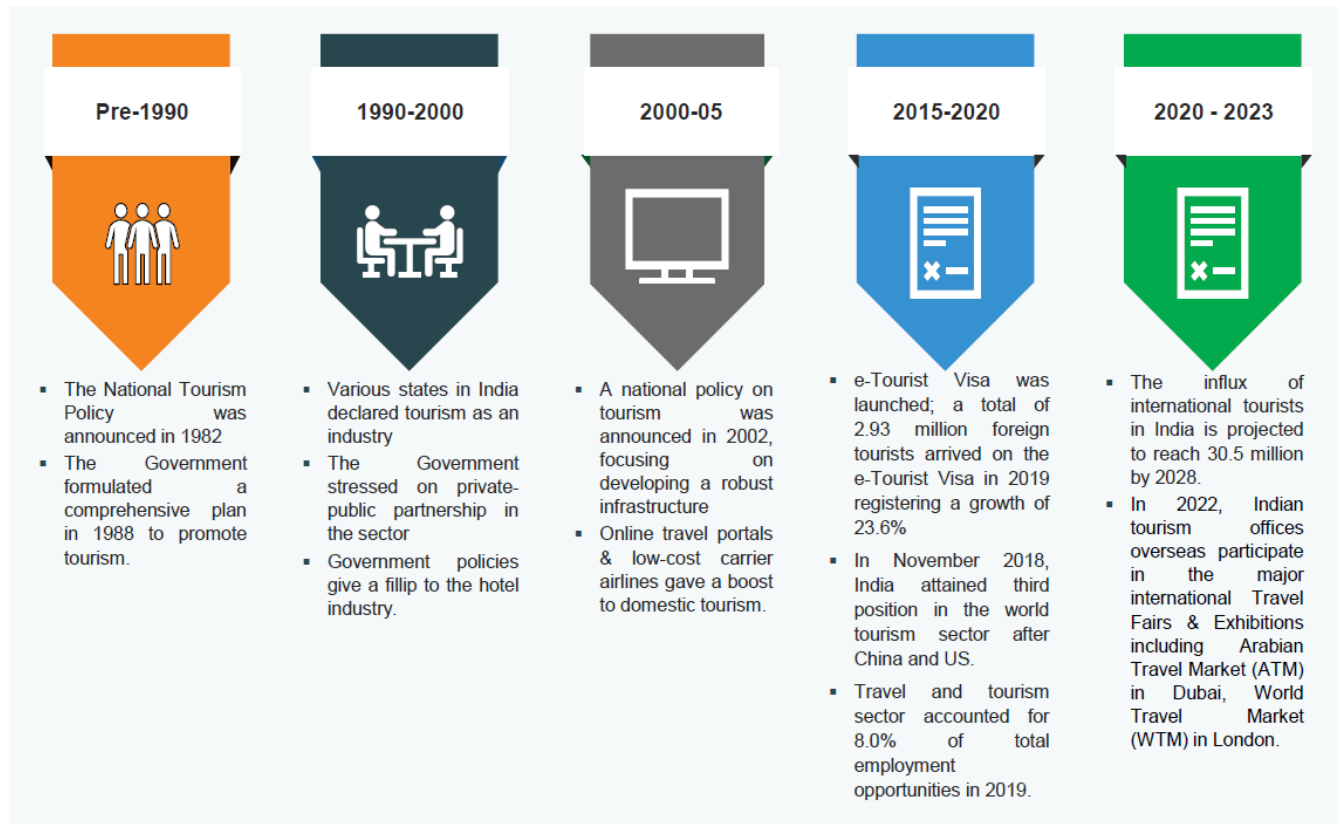 Pre-1990
1990-2000
2000-05
2015-2020
2020 - 2023
▪ The National Tourism
Policy was
announced in 1982
▪ The Government
formulated a
comprehensive plan
in 1988 to promote
tourism.
▪ Various states in India
declared tourism as an
industry
▪ The Government
stressed on private-
public partnership in
the sector
▪ Government policies
give a fillip to the hotel
industry.
▪ A national policy on
tourism was
announced in 2002,
focusing on
developing a robust
infrastructure
▪ Online travel portals
& low-cost carrier
airlines gave a boost
to domestic tourism.
▪ e-Tourist Visa was
launched; a total of
2.93 million foreign
tourists arrived on the
e-Tourist Visa in 2019
registering a growth of
23.6%
▪ In November 2018,
India attained third
position in the world
tourism sector after
China and US.
▪ Travel and tourism
sector accounted for
8.0% of total
employment
opportunities in 2019.
▪ The influx of
international tourists
in India is projected
to reach 30.5 million
by 2028.
▪ In 2022, Indian
tourism offices
overseas participate
in the major
international Travel
Fairs & Exhibitions
including Arabian
Travel Market (ATM)
in Dubai, World
Travel Market
(WTM) in London.